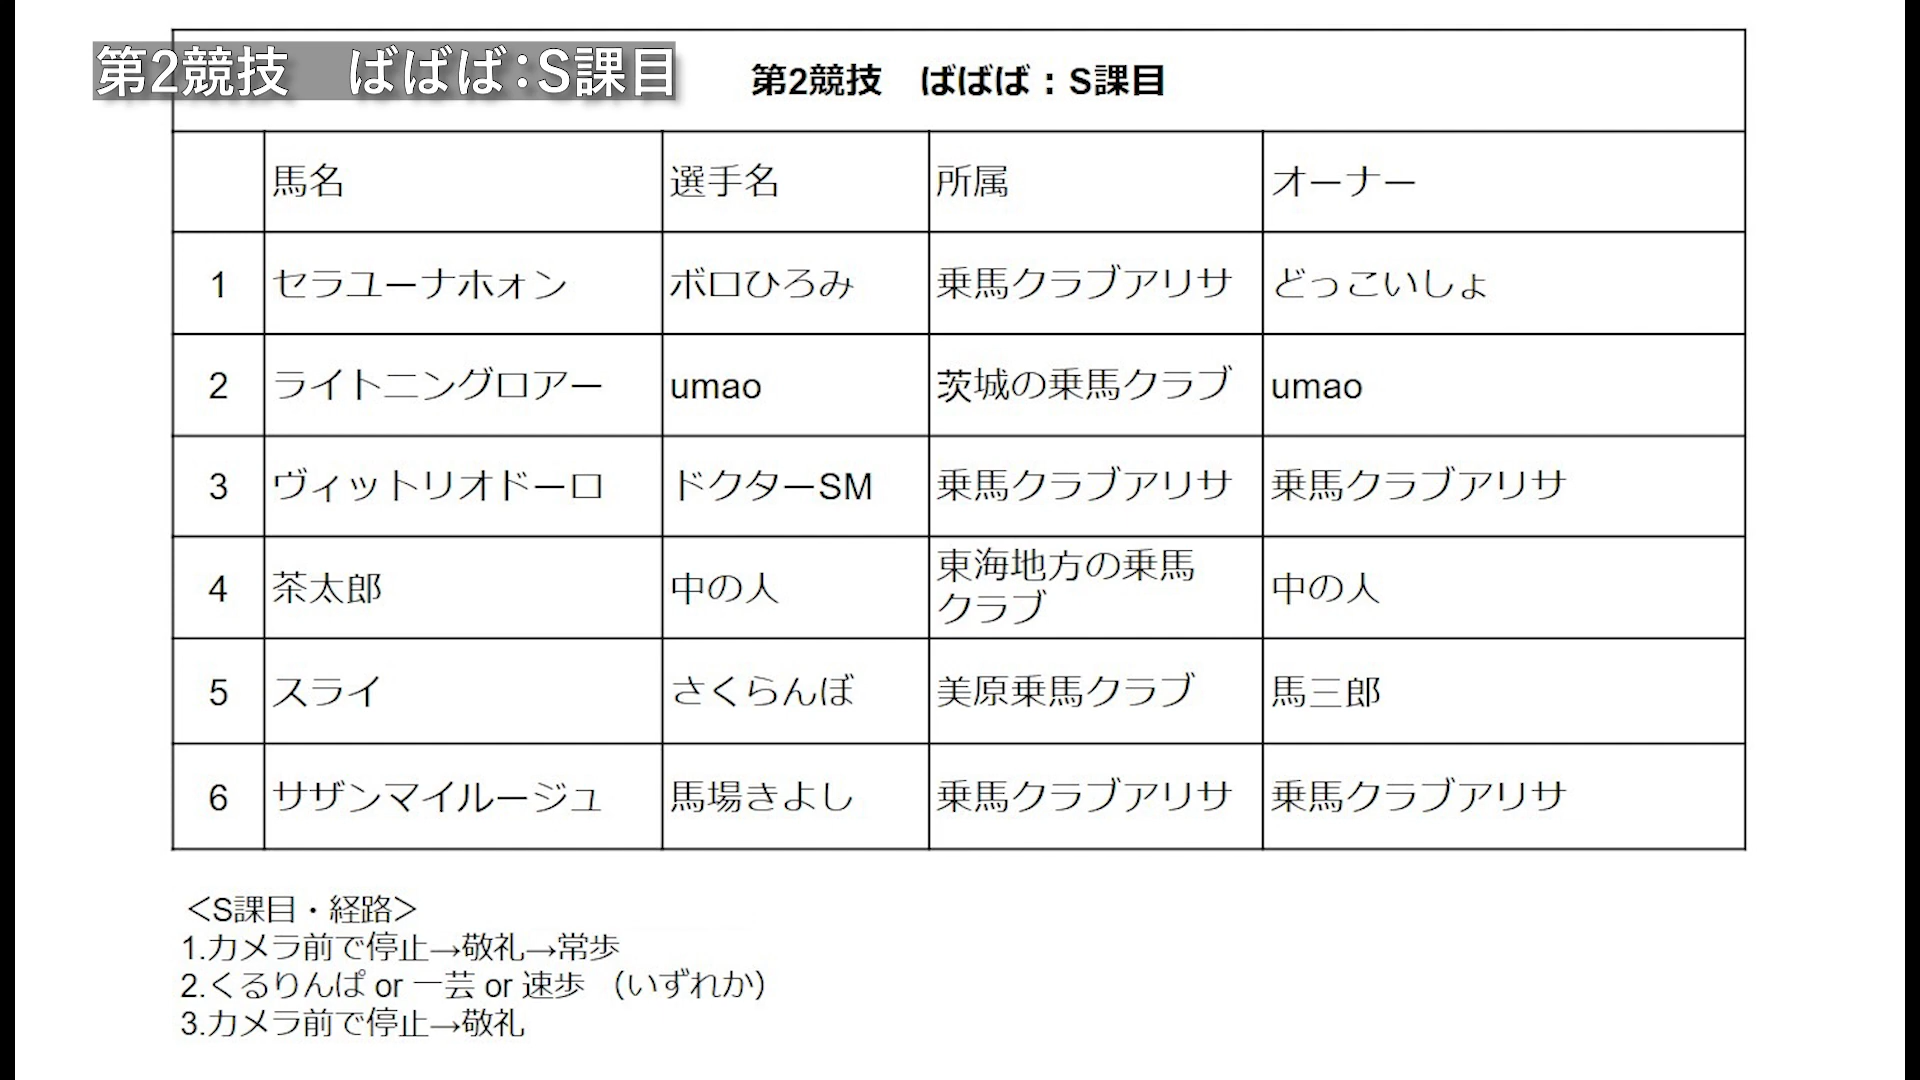 第2競技　ばばば:S課目
第2競技　ばばば：S課目
馬名 選手名 所属 オーナー
1 セラユーナホォン ボロひろみ 乗馬クラブアリサ どっこいしょ
2 ライトニングロアー umao 茨城の乗馬クラブ umao
3 ヴィットリオドーロ ドクターSM 乗馬クラブアリサ 乗馬クラブアリサ
4 茶太郎 中の人 東海地方の乗馬
クラブ 中の人
5 スライ さくらんぼ 美原乗馬クラブ 馬三郎
6 サザンマイルージュ 馬場きよし 乗馬クラブアリサ 乗馬クラブアリサ
＜S課目・経路＞
1.カメラ前で停止→敬礼→常歩
2.くるりんぱ or 一芸 or 速歩 （いずれか）
3.カメラ前で停止→敬礼